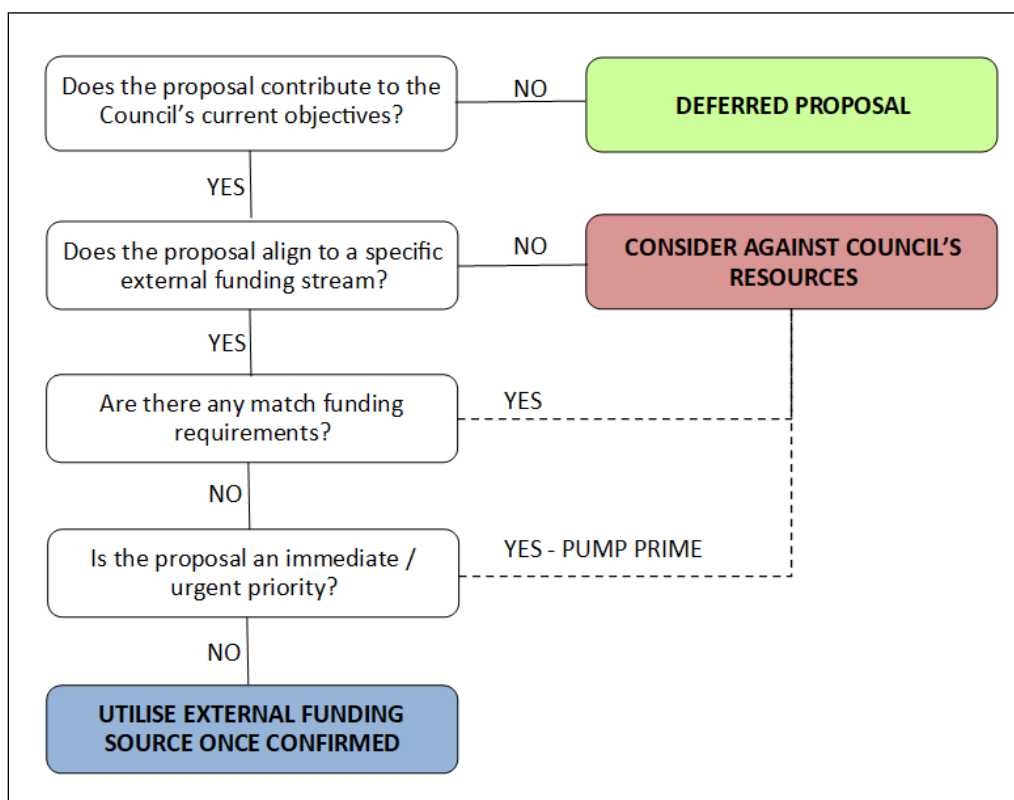 Does the proposal contribute to the
Council’s current objectives?
NO
DEFERRED PROPOSAL
YES
Does the proposal align to a specific
external funding stream?
NO
CONSIDER AGAINST COUNCIL’S
RESOURCES
YES
Are there any match funding
requirements?
YES
NO
Is the proposal an immediate /
urgent priority?
YES - PUMP PRIME
NO
UTILISE EXTERNAL FUNDING
SOURCE ONCE CONFIRMED